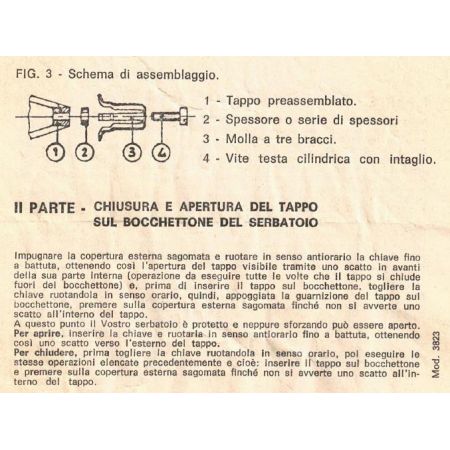 FIG. 3 - Schema di assemblaggio.
1 - Tappo preassemblato.
2 - Spessore o serie di spessori
3 - Molla a tre bracci.
4 - Vite testa cilindrica con intaglio.
1 2 3 4
II PARTE - CHIUSURA E APERTURA DEL TAPPO
SUL BOCCHETTONE DEL SERBATOIO
Impugnare la copertura esterna sagomata e ruotare in senso antiorario la chiave fino
a battuta, ottenendo così l'apertura del tappo visibile tramite uno scatto in avanti
della sua parte interna (operazione da eseguire tutte le volte che il tappo si chiude
fuori del bocchettone) e, prima di inserire il tappo sul bocchettone, togliere la
chiave ruotandola in senso orario, quindi, appoggiata la guarnizione del tappo sul
bocchettone, premere sulla copertura esterna sagomata finché non si avverte uno
scatto all'interno del tappo.
A questo punto il Vostro serbatoio è protetto e neppure sforzando può essere aperto.
Per aprire, inserire la chiave e ruotarla in senso antiorario fino a battuta, ottenendo
così uno scatto verso l'esterno del tappo.
Per chiudere, prima togliere la chiave ruotandola in senso orario, poi eseguire le
stesse operazioni elencate precedentemente e cioè: inserire il tappo sul bocchettone
e premere sulla copertura esterna sagomata finché non si avverte uno scatto all'in-
terno del tappo.
Mod. 3823